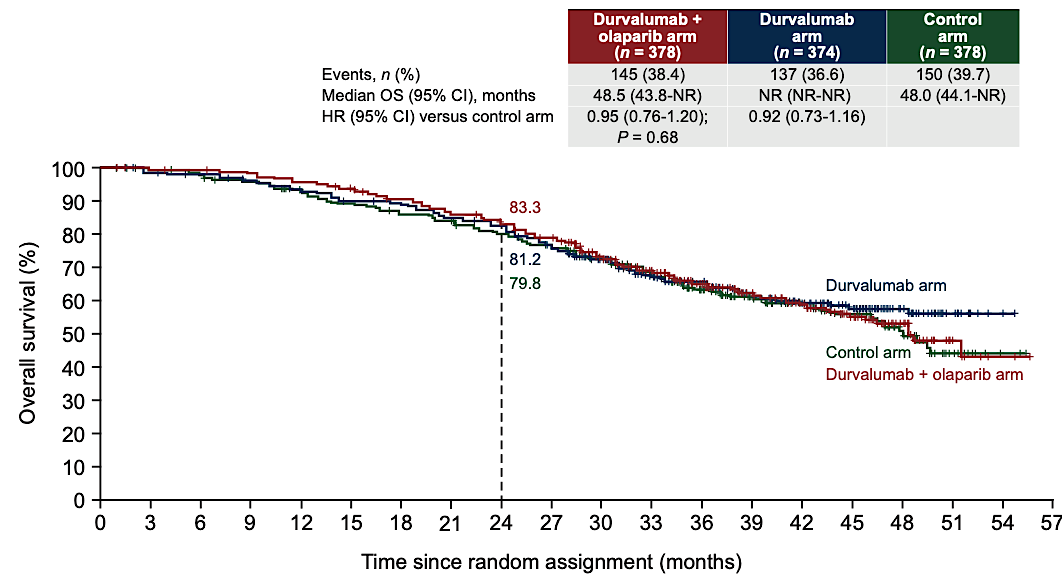 Durvalumab + olaparib arm (n = 378)
Durvalumab arm (n = 374)
Control arm (n = 378)
Events, n (%) 145 (38.4) 137 (36.6) 150 (39.7)
Median OS (95% CI), months 48.5 (43.8-NR) NR (NR-NR) 48.0 (44.1-NR)
HR (95% CI) versus control arm 0.95 (0.76-1.20); 0.92 (0.73-1.16)
P = 0.68
Overall survival (%)
100
90
80
70
60
50
40
30
20
10
0
83.3
81.2
79.8
Durvalumab arm
Control arm
Durvalumab + olaparib arm
0 3 6 9 12 15 18 21 24 27 30 33 36 39 42 45 48 51 54 57
Time since random assignment (months)